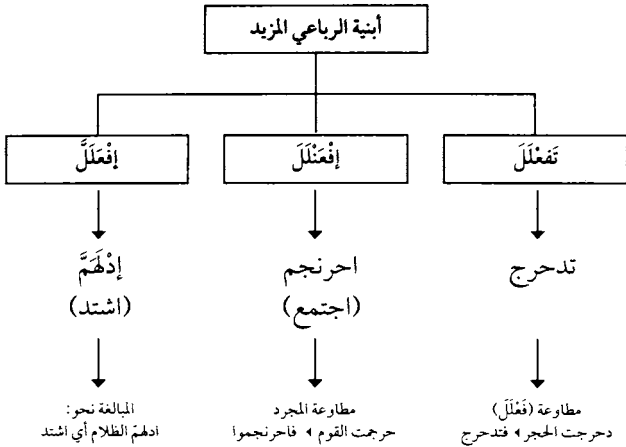 أبنية الرباعي المزيد
تَفَعْلَلَ
إفْعَنْلَلَ
إفْعَلَلَّ
تدحرج
احرنجم
(اجتمع)
إدْلَهَمَّ
(اشتد)
مطاوعة (فَعْلَلَ)
دحرجت الحجر ◂ فتدحرج
مطاوعة المجرد
حرجمت القوم ◂ فاحرنجموا
المبالغة نحو:
ادلهمّ الظلام أي اشتد